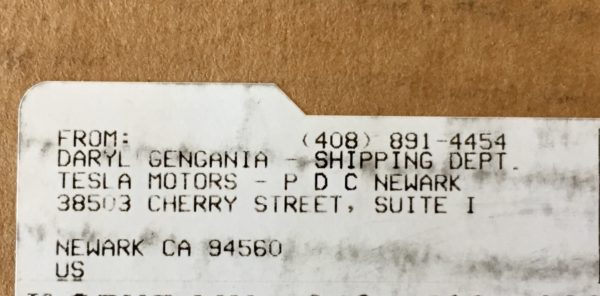 FROM: (408) 891-4454
DARYL GENGANIA - SHIPPING DEPT.
TESLA MOTORS - P D C NEWARK
38503 CHERRY STREET, SUITE I
NEWARK CA 94560
US